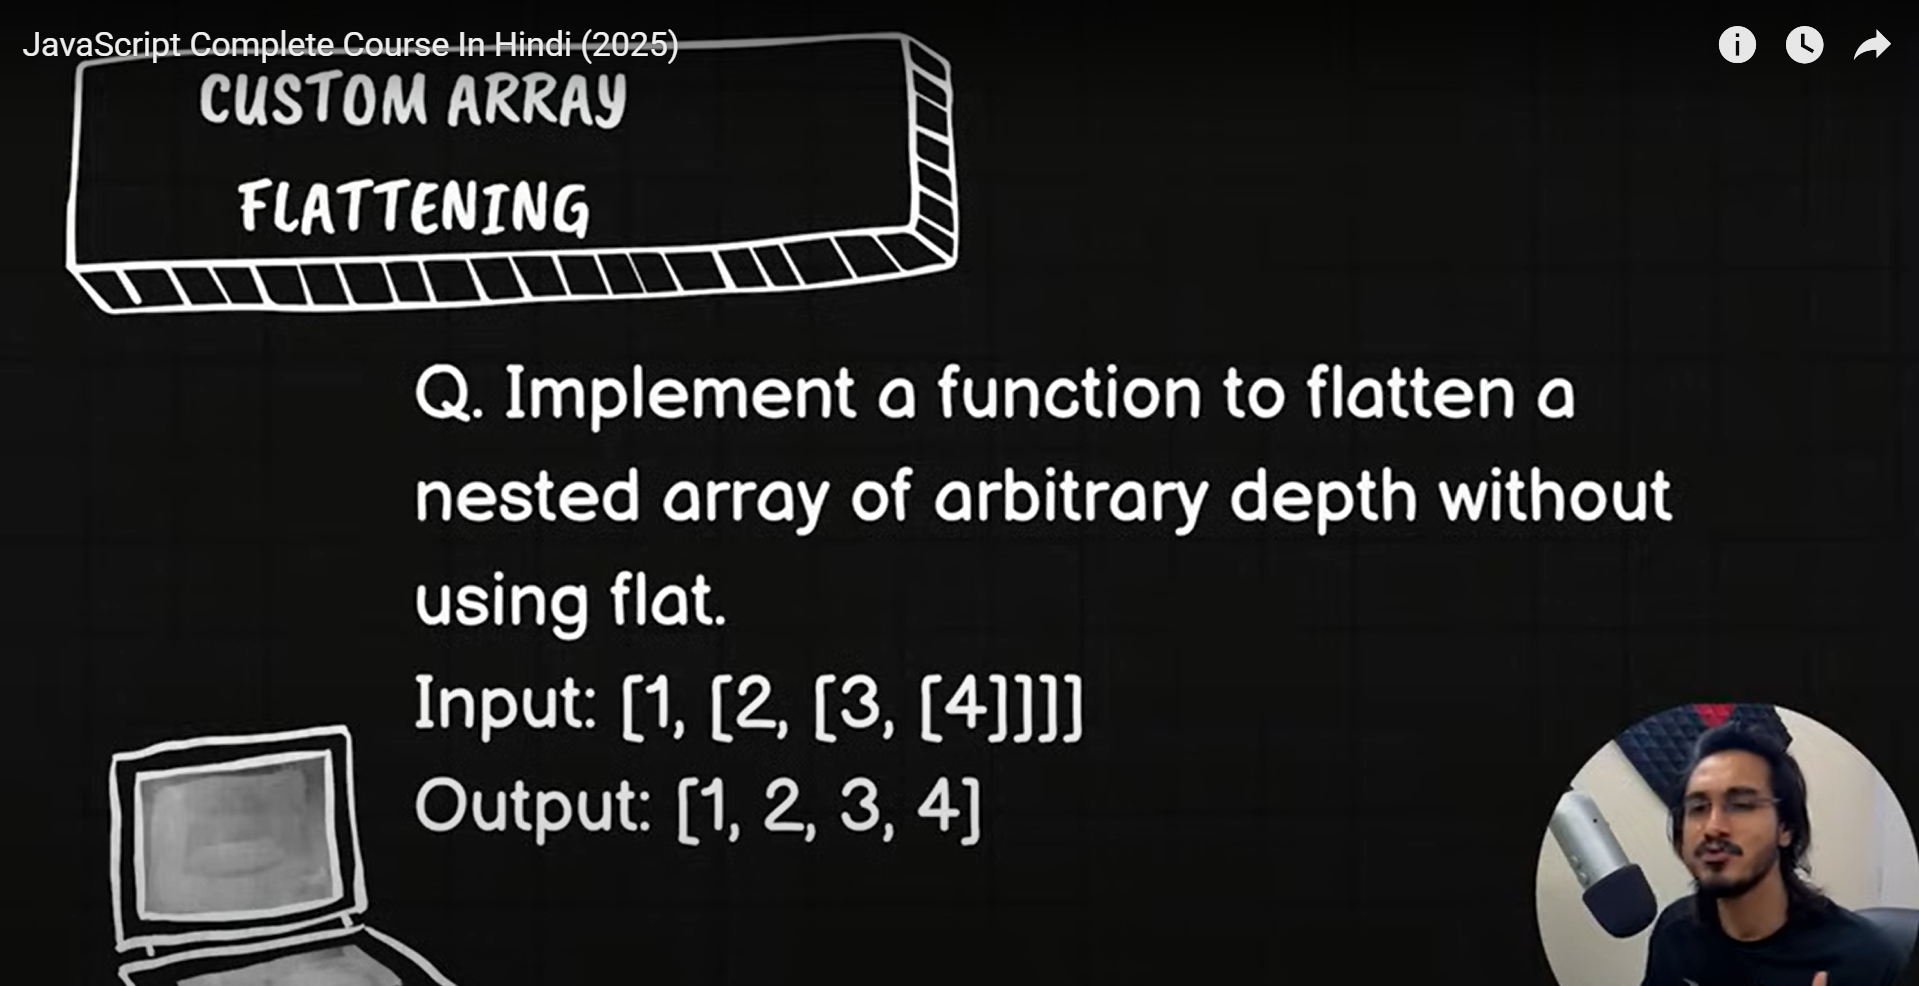 JavaScript Complete Course In Hindi (2025)
CUSTOM ARRAY
FLATTENING
Q. Implement a function to flatten a
nested array of arbitrary depth without
using flat.
Input: [1, [2, [3, [4]]]]
Output: [1, 2, 3, 4]